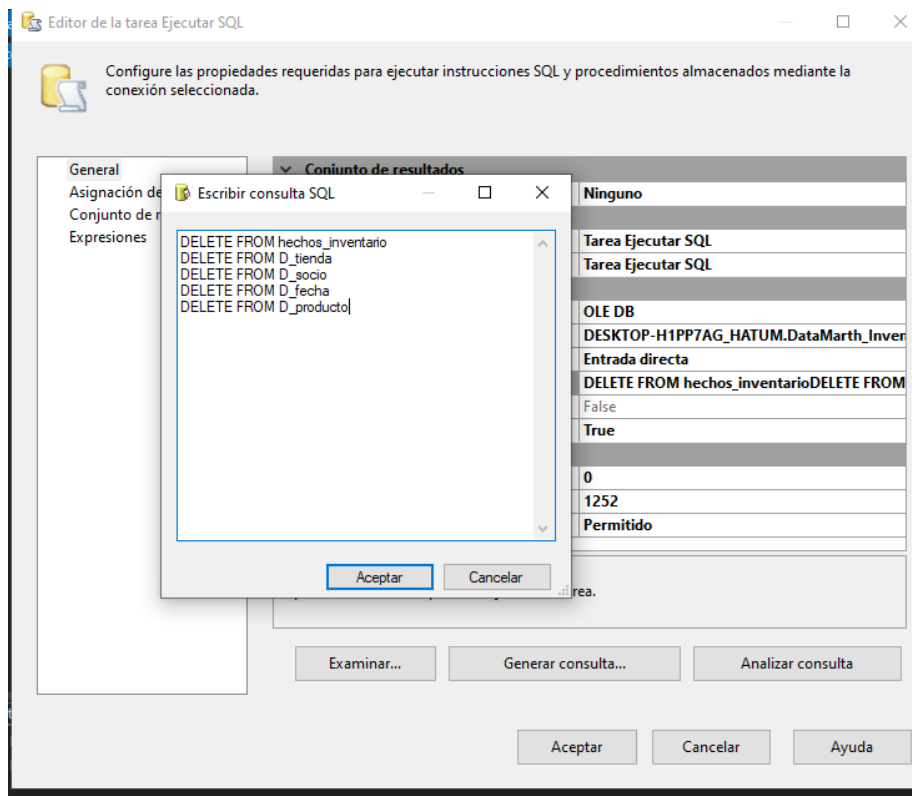 Editor de la tarea Ejecutar SQL
Configure las propiedades requeridas para ejecutar instrucciones SQL y procedimientos almacenados mediante la
conexión seleccionada.
General
Asignación de
Conjunto de r
Expresiones
Conjunto de resultados
Ninguno
Tarea Ejecutar SQL
Tarea Ejecutar SQL
OLE DB
DESKTOP-H1PP7AG_HATUM.DataMarth_Inven
Entrada directa
DELETE FROM hechos_inventarioDELETE FROM
False
True
0
1252
Permitido
Escribir consulta SQL
DELETE FROM hechos_inventario
DELETE FROM D_tienda
DELETE FROM D_socio
DELETE FROM D_fecha
DELETE FROM D_producto
Aceptar Cancelar
rea.
Examinar... Generar consulta... Analizar consulta
Aceptar Cancelar Ayuda